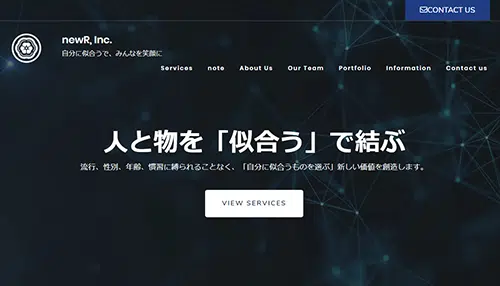 CONTACT US
newR, Inc.
自分に似合うで、みんなを笑顔に
Services note About Us Our Team Portfolio Information Contact us
人と物を「似合う」で結ぶ
流行、性別、年齢、慣習に縛られることなく、「自分に似合うものを選ぶ」新しい価値を創造します。
VIEW SERVICES